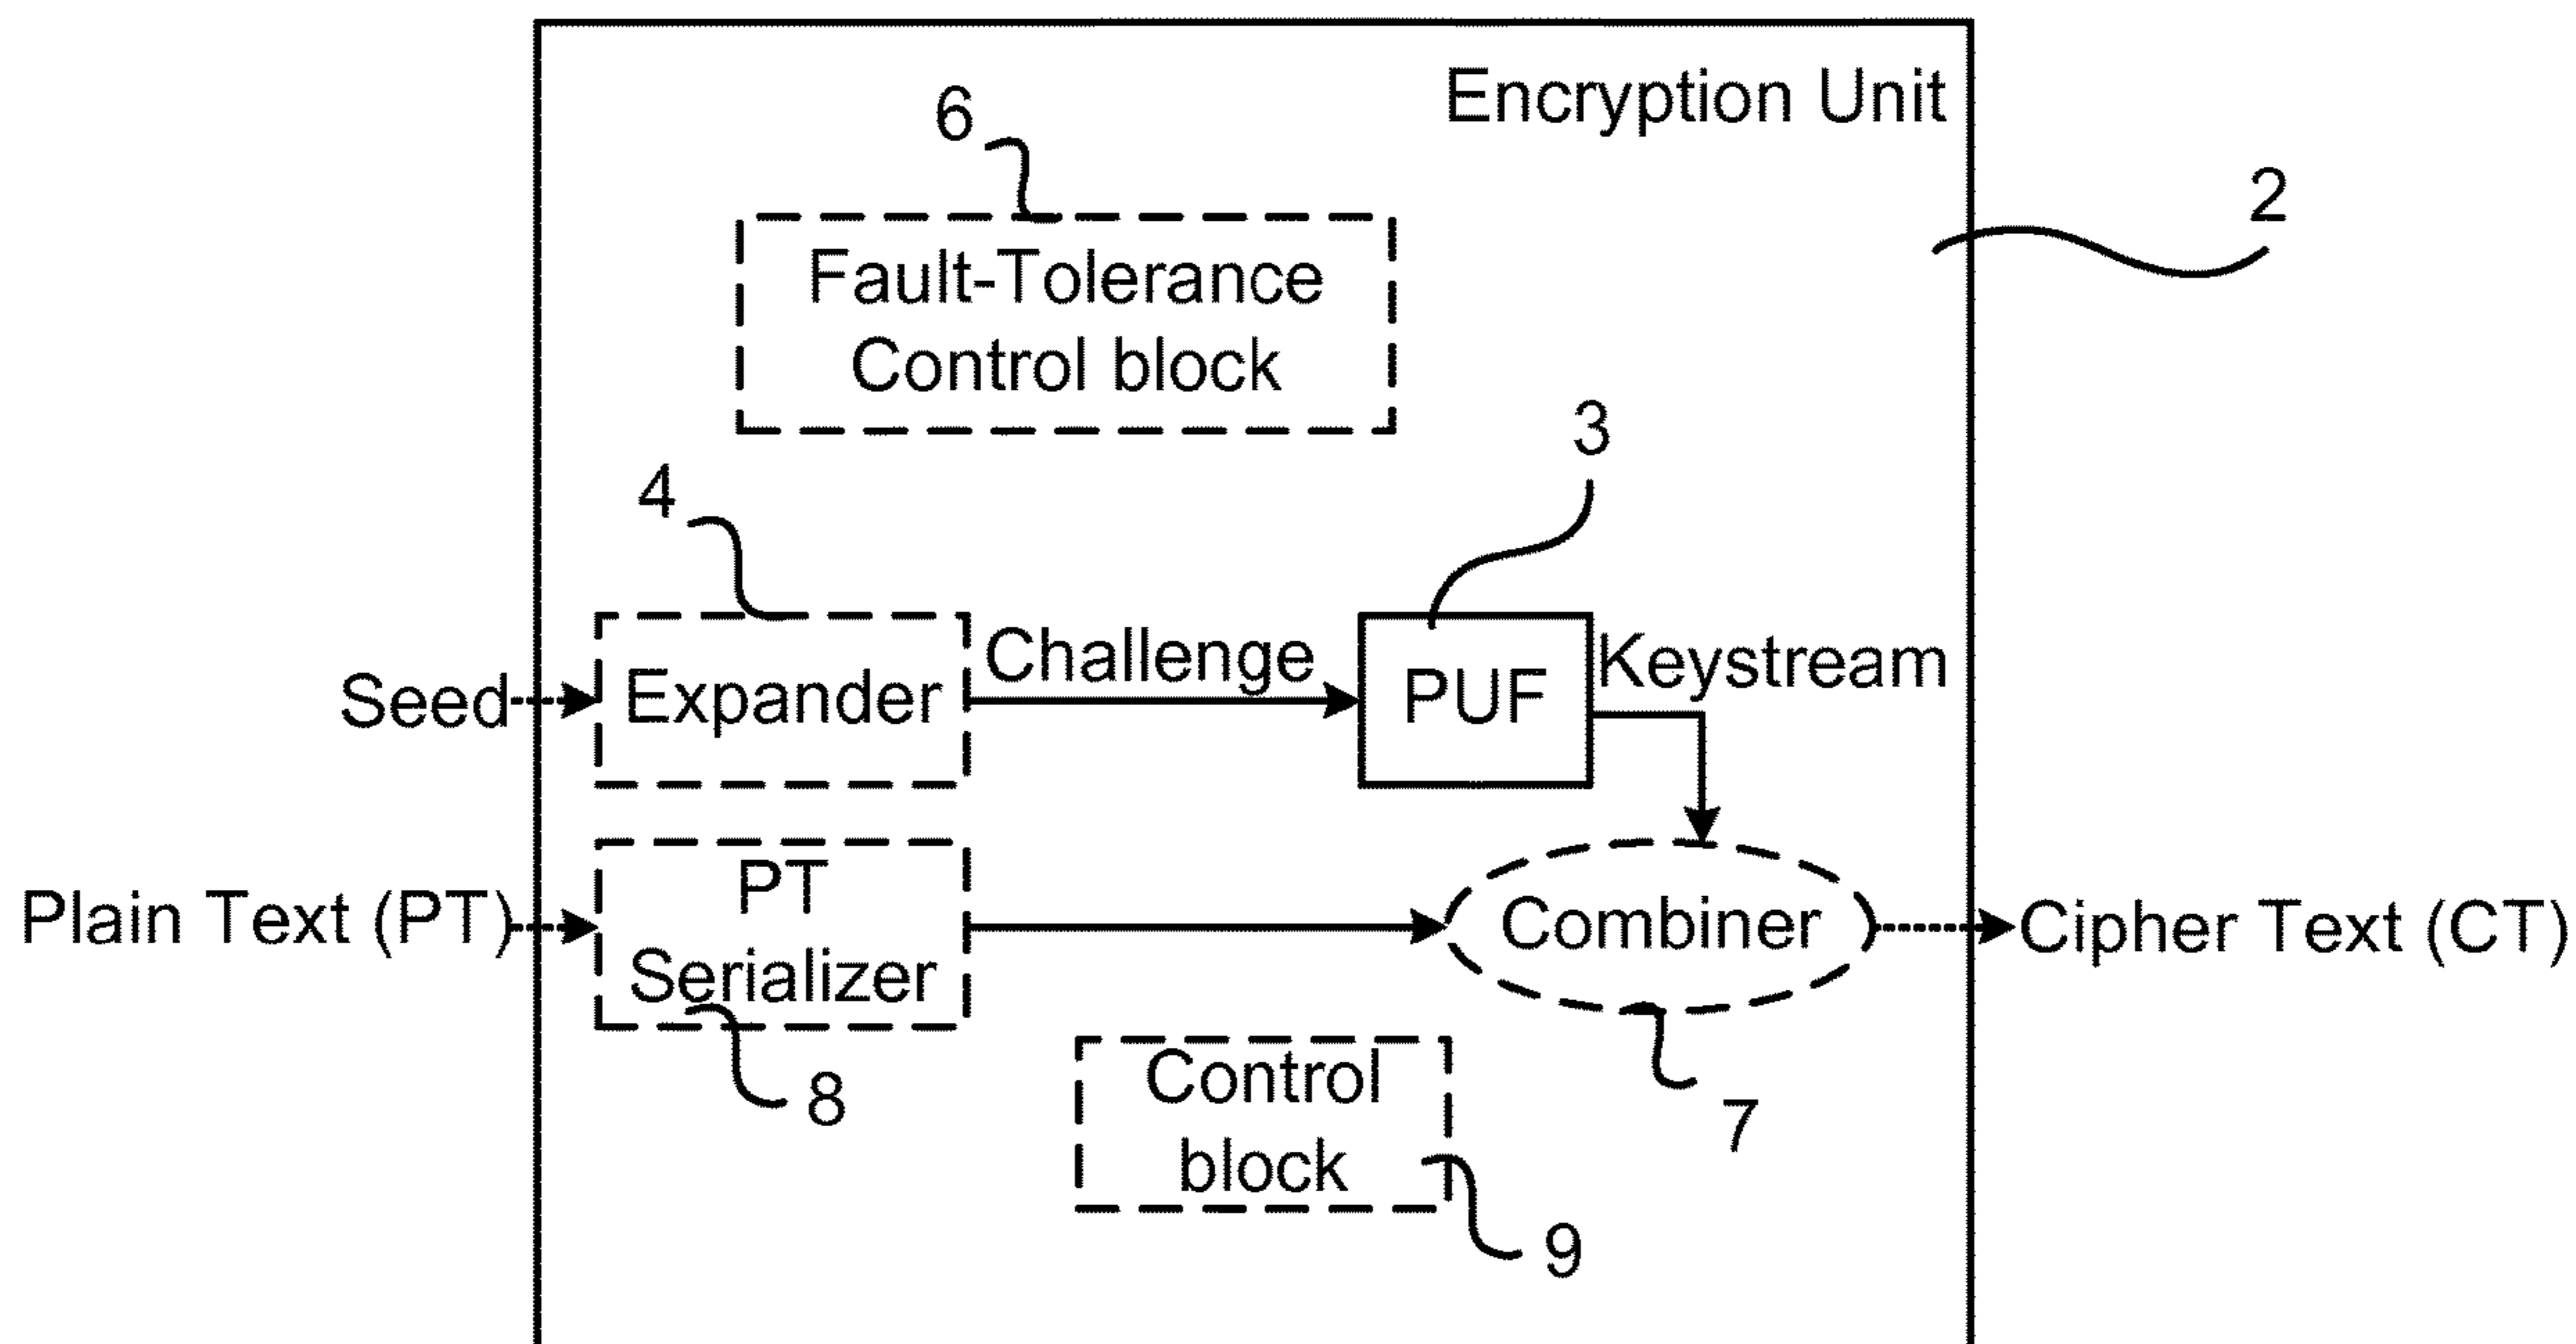 Encryption Unit
6
2
Fault-Tolerance
Control block
3
4
Challenge
Keystream
Seed
Expander
PUF
PT
Serializer
Plain Text (PT)
Combiner
Cipher Text (CT)
Control
block
8
7
9